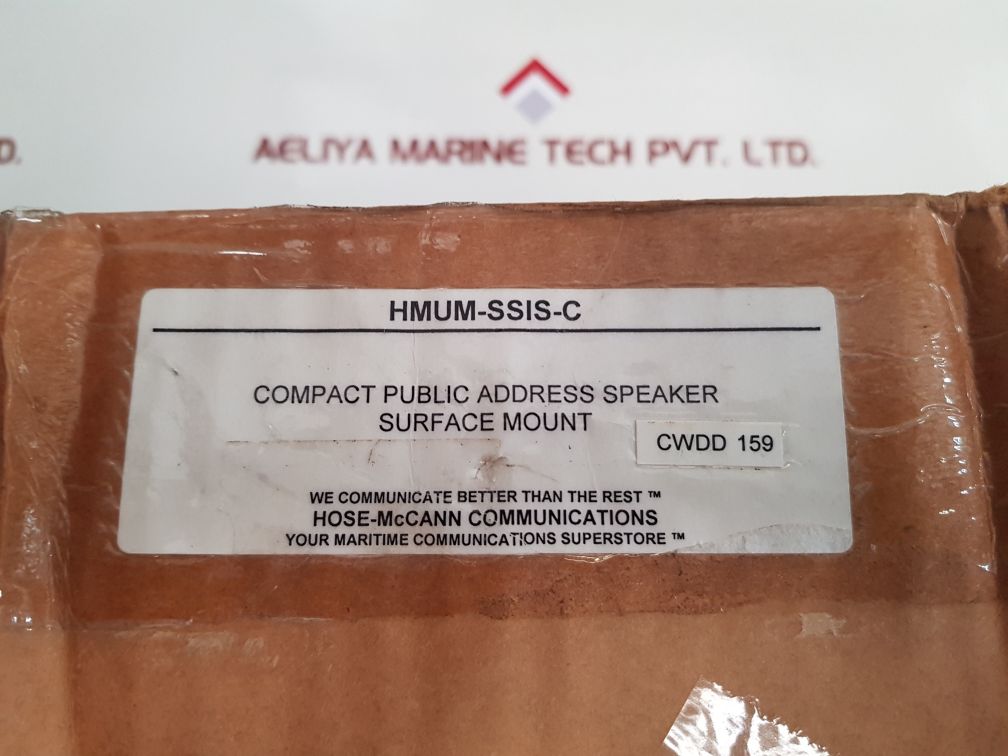 D.
AELIYA MARINE TECH PVT. LTD.
HMUM-SSIS-C
COMPACT PUBLIC ADDRESS SPEAKER
SURFACE MOUNT
CWDD 159
WE COMMUNICATE BETTER THAN THE REST ™
HOSE-McCANN COMMUNICATIONS
YOUR MARITIME COMMUNICATIONS SUPERSTORE ™